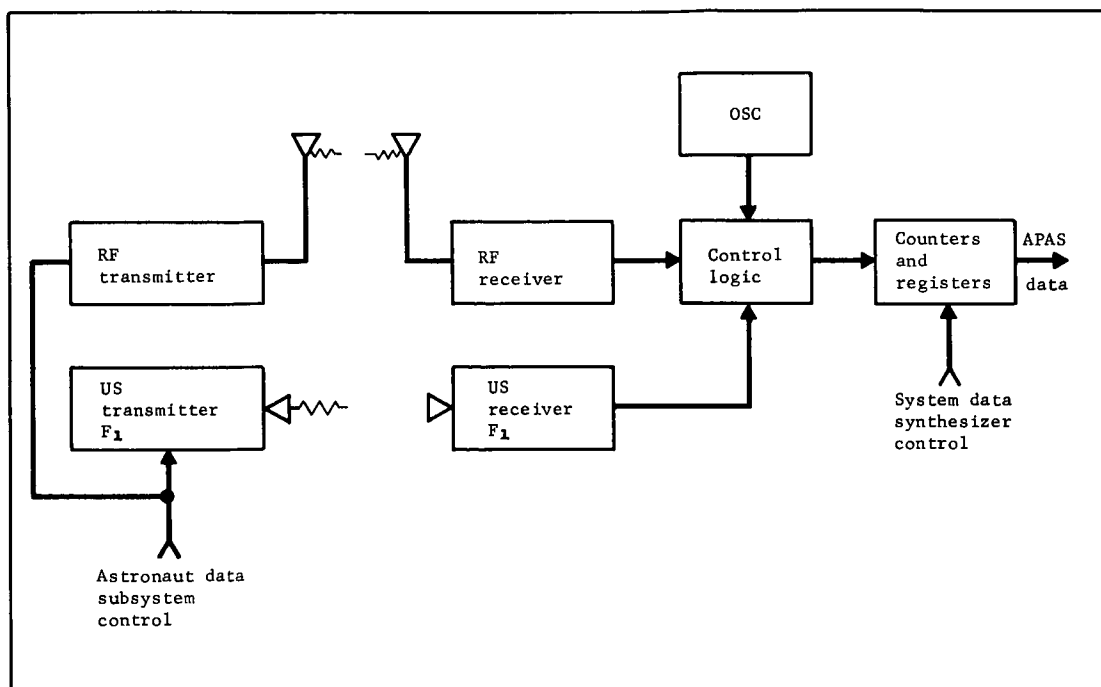 OSC
RF
transmitter
RF
receiver
Control
logic
Counters
and
registers
APAS
data
US
transmitter
F1
US
receiver
F1
System data
synthesizer
control
Astronaut data
subsystem
control